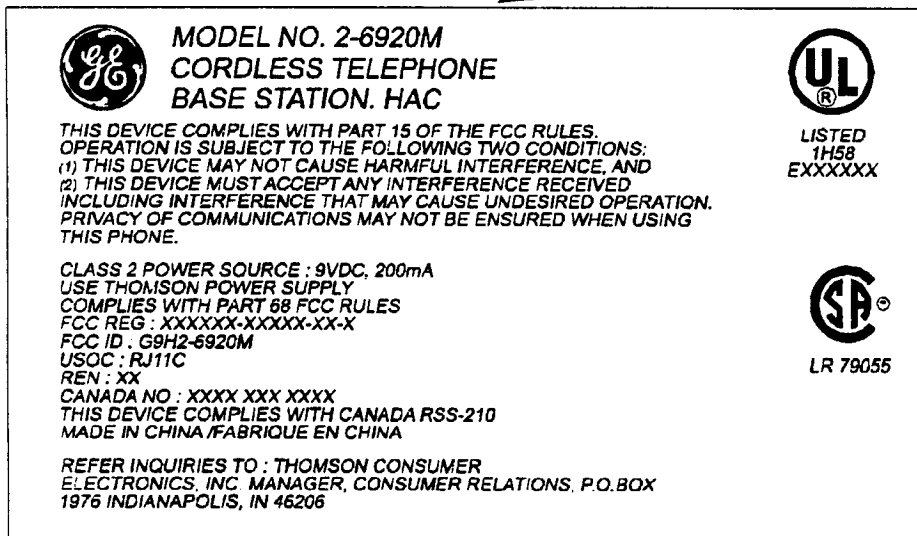 GE
MODEL NO. 2-6920M
CORDLESS TELEPHONE
BASE STATION. HAC
THIS DEVICE COMPLIES WITH PART 15 OF THE FCC RULES.
OPERATION IS SUBJECT TO THE FOLLOWING TWO CONDITIONS:
(1) THIS DEVICE MAY NOT CAUSE HARMFUL INTERFERENCE, AND
(2) THIS DEVICE MUST ACCEPT ANY INTERFERENCE RECEIVED
INCLUDING INTERFERENCE THAT MAY CAUSE UNDESIRED OPERATION.
PRIVACY OF COMMUNICATIONS MAY NOT BE ENSURED WHEN USING
THIS PHONE.
CLASS 2 POWER SOURCE : 9VDC, 200mA
USE THOMSON POWER SUPPLY
COMPLIES WITH PART 68 FCC RULES
FCC REG : XXXXXX-XXXXX-XX-X
FCC ID : G9H2-6920M
USOC : RJ11C
REN : XX
CANADA NO : XXXX XXX XXXX
THIS DEVICE COMPLIES WITH CANADA RSS-210
MADE IN CHINA/FABRIQUE EN CHINA
REFER INQUIRIES TO : THOMSON CONSUMER
ELECTRONICS, INC. MANAGER, CONSUMER RELATIONS, P.O.BOX
1976 INDIANAPOLIS, IN 46206
UL
®
LISTED
1H58
EXXXXXX
SA ®
LR 79055